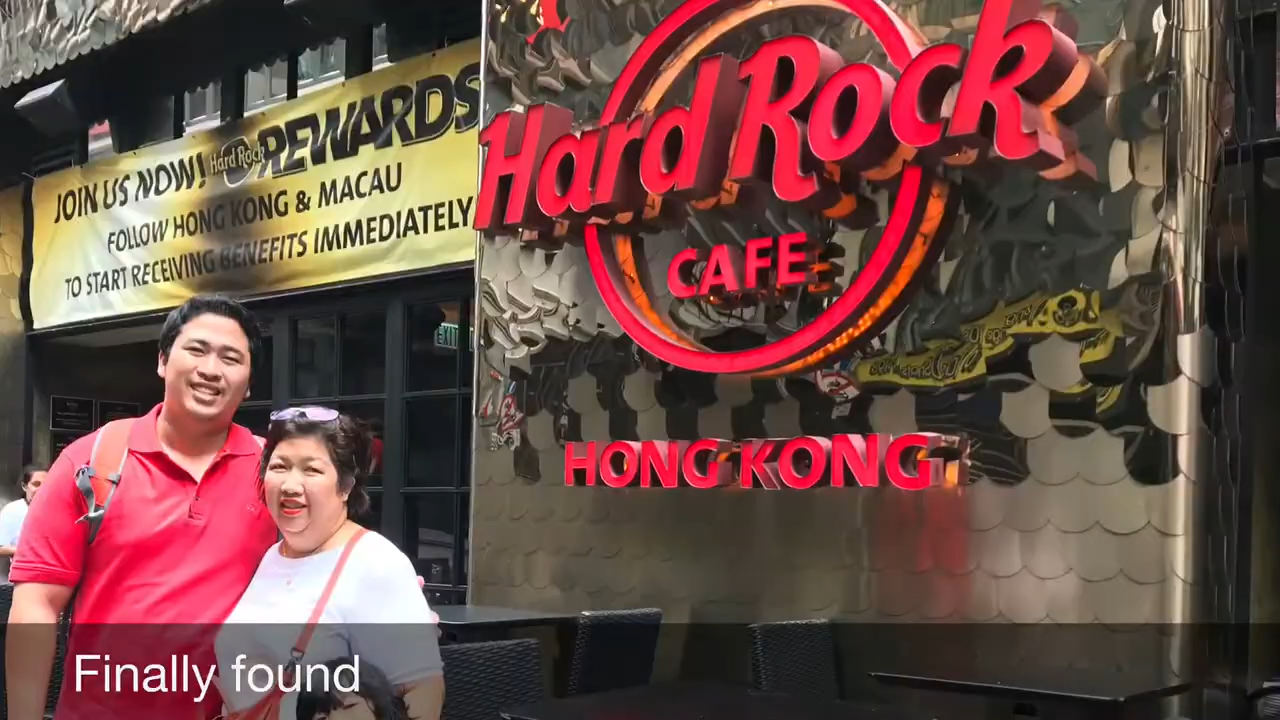 JOIN US NOW! Hard Rock REWARDS
FOLLOW HONG KONG & MACAU
TO START RECEIVING BENEFITS IMMEDIATELY
Hard Rock
CAFE
EXIT
HONG KONG
Finally found